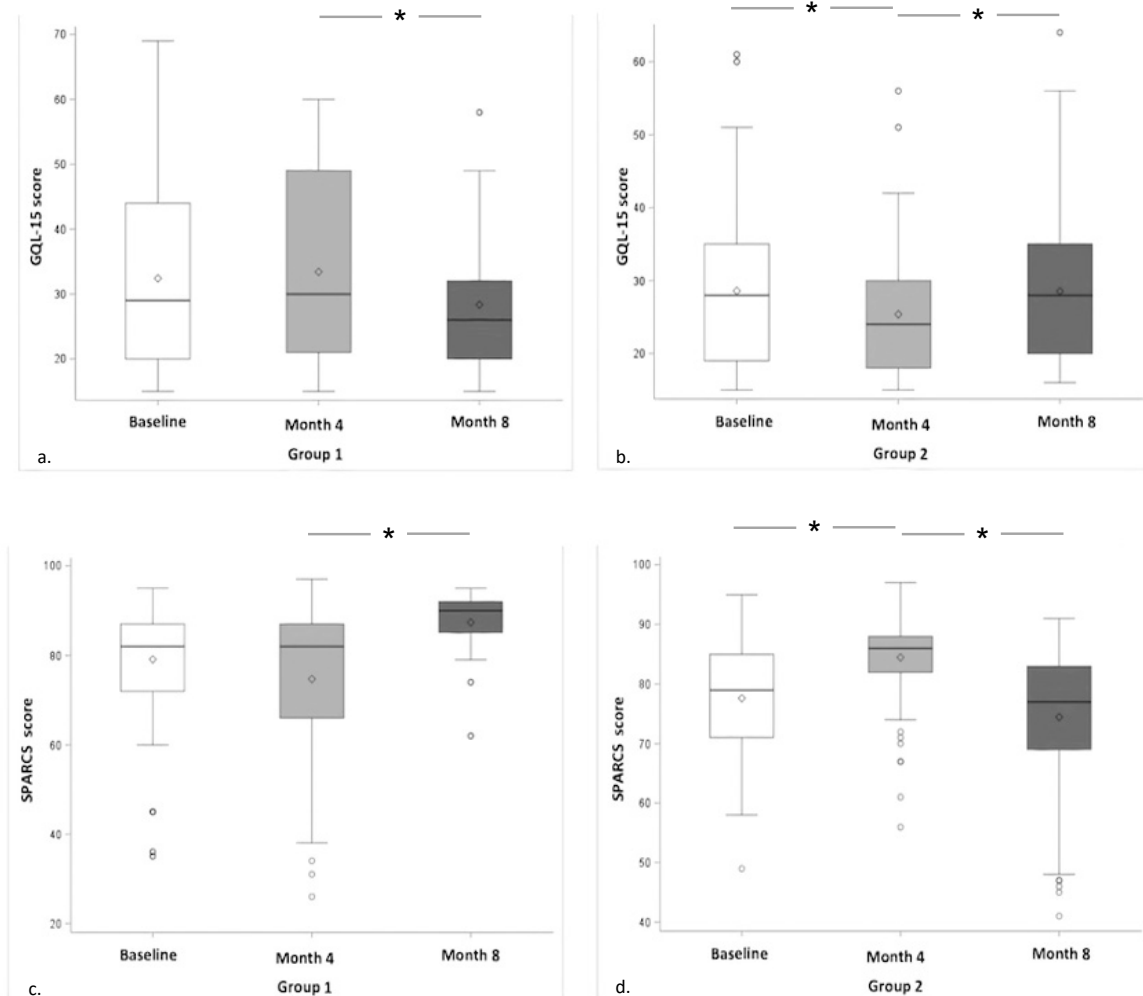 *
70
60
50
40
30
20
GQL-15 score
Baseline
Month 4
Month 8
Group 1
a.
* *
60
50
40
30
20
GQL-15 score
Baseline
Month 4
Month 8
Group 2
b.
*
100
80
60
40
20
SPARCS score
Baseline
Month 4
Month 8
Group 1
c.
* *
100
90
80
70
60
50
40
SPARCS score
Baseline
Month 4
Month 8
Group 2
d.